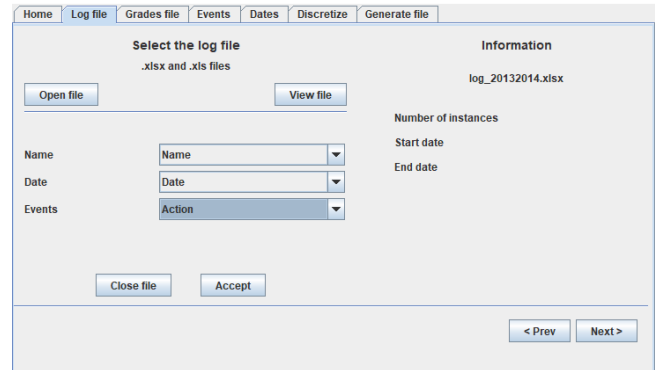 Home Log file Grades file Events Dates Discretize Generate file
Select the log file
.xlsx and .xls files
Open file View file
Name Name
Date Date
Events Action
Close file Accept
Information
log_20132014.xlsx
Number of instances
Start date
End date
< Prev Next >